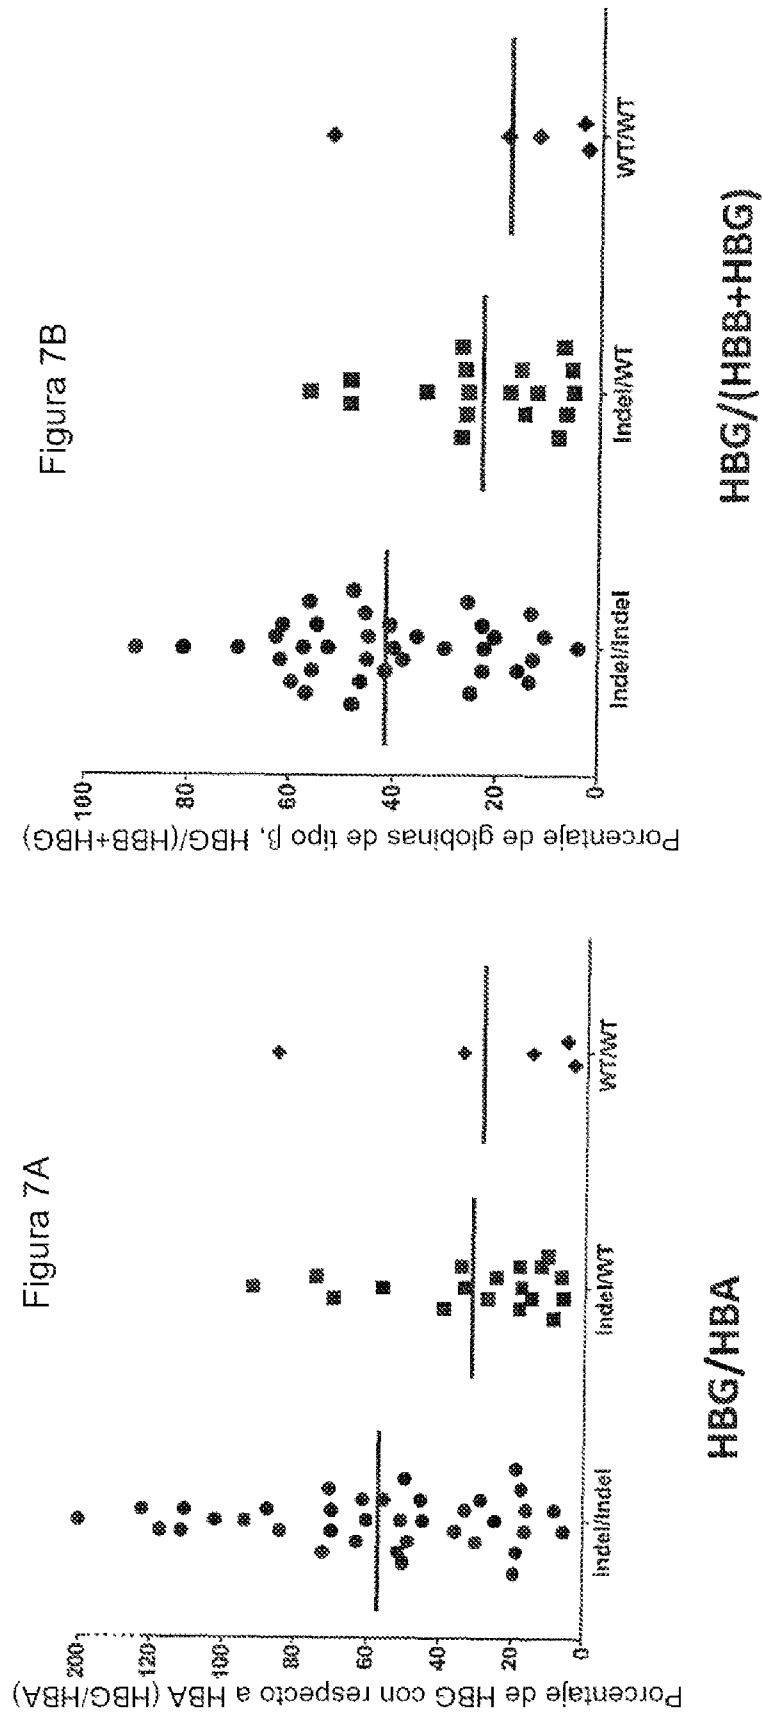 Figura 7A
Porcentaje de HBG con respecto a HBA (HBG/HBA)
200
120
100
80
60
40
20
0
Indel/Indel
Indel/WT
WT/WT
HBG/HBA
Figura 7B
Porcentaje de globinas de tipo β, HBG/(HBB+HBG)
100
80
60
40
20
0
Indel/Indel
Indel/WT
WT/WT
HBG/(HBB+HBG)